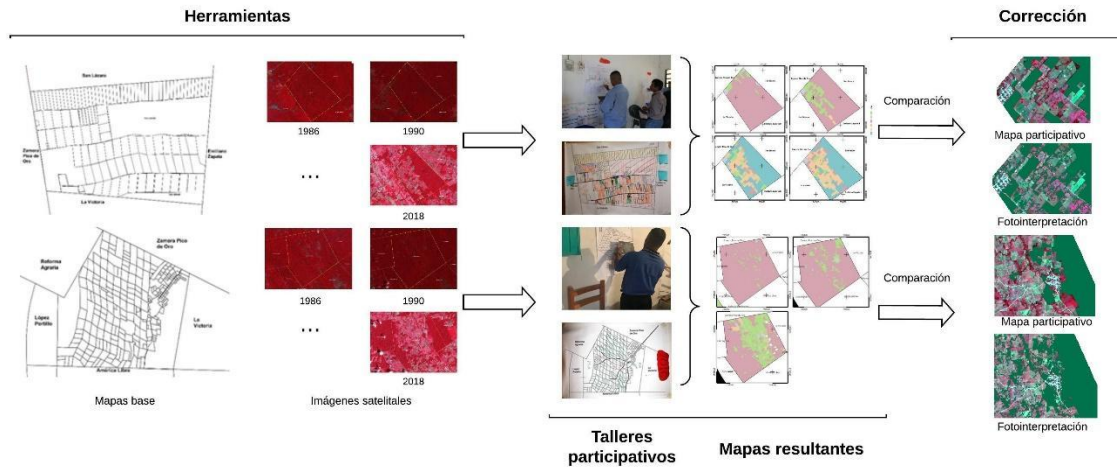 Herramientas
Corrección
San Lázaro
Zamora
Pico de
Oro
Emiliano
Zapata
La Victoria
1986
1990
...
2018
Comparación
Mapa participativo
Fotointerpretación
Zamora Pico
de Oro
Reforma
Agraria
López
Portillo
La
Victoria
América Libre
1986
1990
...
2018
Comparación
Mapa participativo
Fotointerpretación
Mapas base
Imágenes satelitales
Talleres
participativos
Mapas resultantes